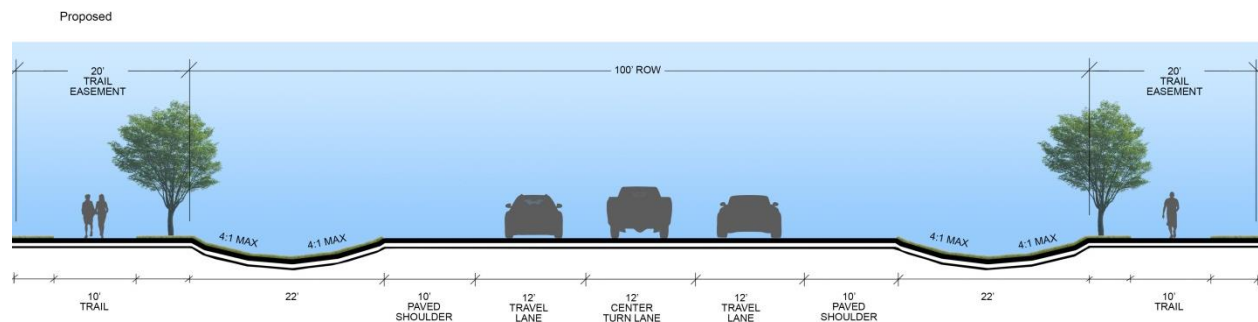 Proposed
20'
TRAIL
EASEMENT
100' ROW
20'
TRAIL
EASEMENT
4:1 MAX
4:1 MAX
4:1 MAX
4:1 MAX
10'
TRAIL
22'
10'
PAVED
SHOULDER
12'
TRAVEL
LANE
12'
CENTER
TURN LANE
12'
TRAVEL
LANE
10'
PAVED
SHOULDER
22'
10'
TRAIL